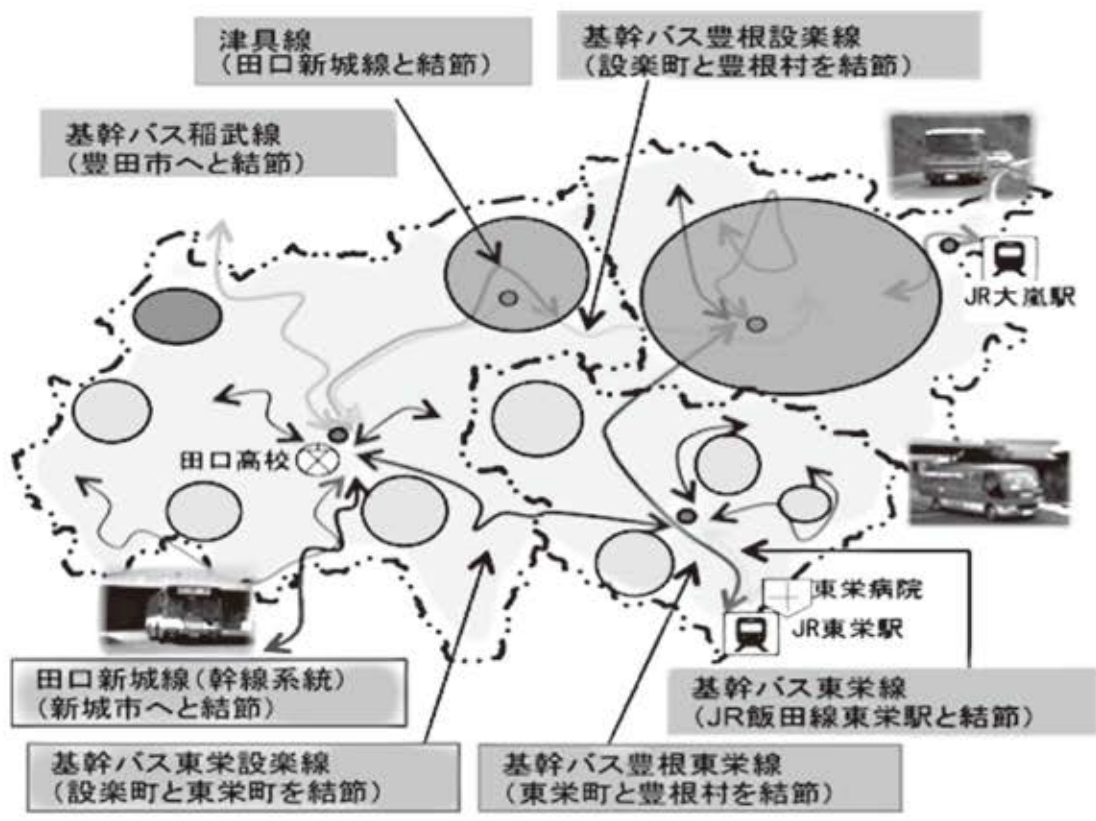 津具線
(田口新城線と結節)
基幹バス豊根設楽線
(設楽町と豊根村を結節)
基幹バス稲武線
(豊田市へと結節)
JR大嵐駅
田口高校
東栄病院
JR東栄駅
田口新城線(幹線系統)
(新城市へと結節)
基幹バス東栄線
(JR飯田線東栄駅と結節)
基幹バス東栄設楽線
(設楽町と東栄町を結節)
基幹バス豊根東栄線
(東栄町と豊根村を結節)